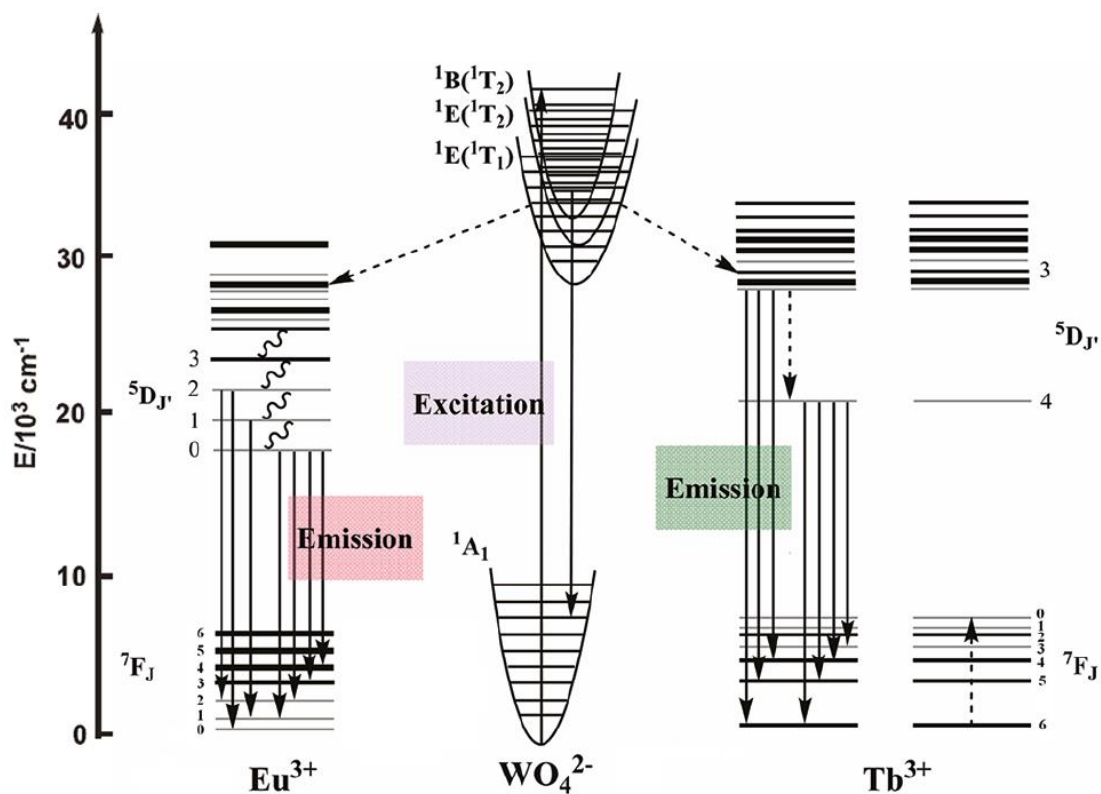 E/10³ cm⁻¹
40
30
20
10
0
3
2
1
0
⁵D_J'
Emission
6
5
4
3
2
1
0
⁷F_J
Eu³⁺
¹B(¹T₂)
¹E(¹T₂)
¹E(¹T₁)
Excitation
¹A₁
WO₄²⁻
Emission
3
⁵D_J'
4
0
1
2
3
4
5
6
⁷F_J
Tb³⁺